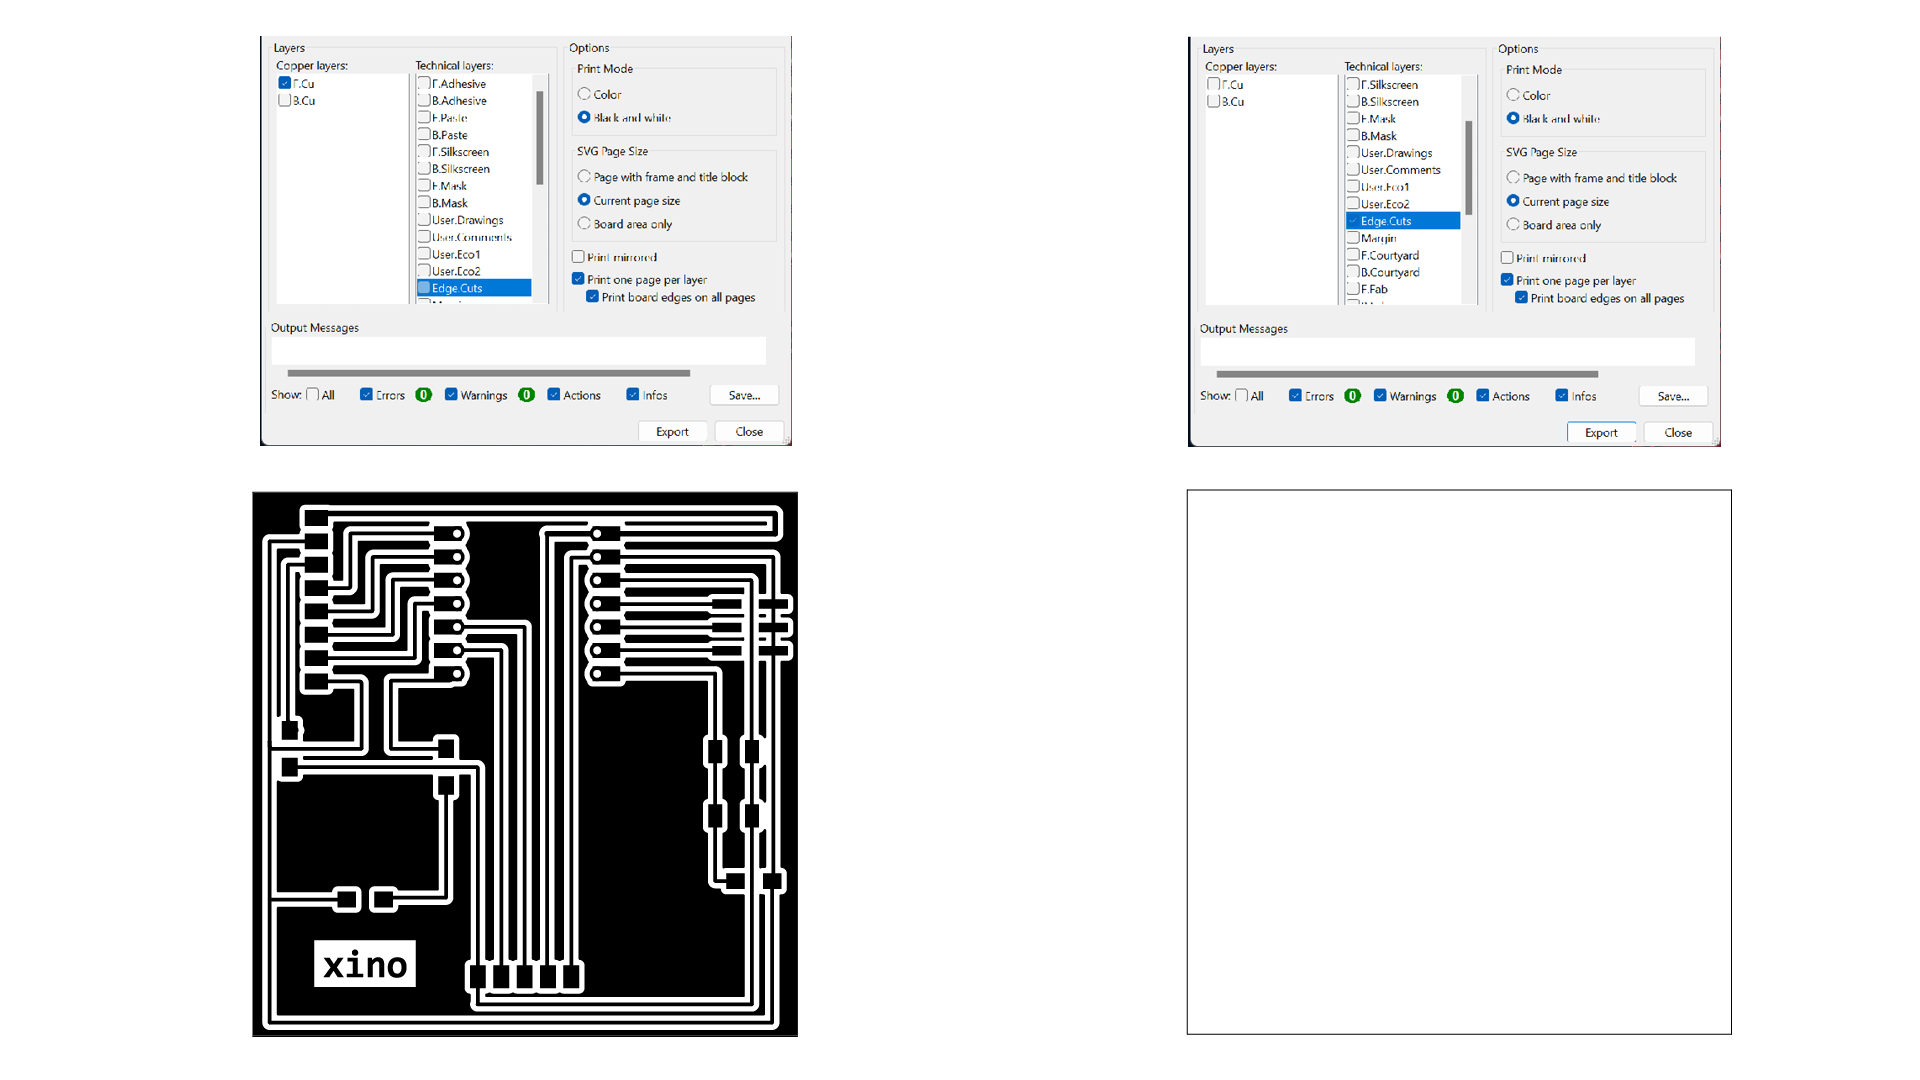 Layers
Copper layers:
F.Cu
B.Cu
Technical layers:
F.Adhesive
B.Adhesive
F.Paste
B.Paste
F.Silkscreen
B.Silkscreen
F.Mask
B.Mask
User.Drawings
User.Comments
User.Eco1
User.Eco2
Edge.Cuts
Options
Print Mode
Color
Black and white
SVG Page Size
Page with frame and title block
Current page size
Board area only
Print mirrored
Print one page per layer
Print board edges on all pages
Output Messages
Show: All Errors 0 Warnings 0 Actions Infos Save...
Export Close
Layers
Copper layers:
F.Cu
B.Cu
Technical layers:
F.Silkscreen
B.Silkscreen
F.Mask
B.Mask
User.Drawings
User.Comments
User.Eco1
User.Eco2
Edge.Cuts
Margin
F.Courtyard
B.Courtyard
F.Fab
Options
Print Mode
Color
Black and white
SVG Page Size
Page with frame and title block
Current page size
Board area only
Print mirrored
Print one page per layer
Print board edges on all pages
Output Messages
Show: All Errors 0 Warnings 0 Actions Infos Save...
Export Close
xino